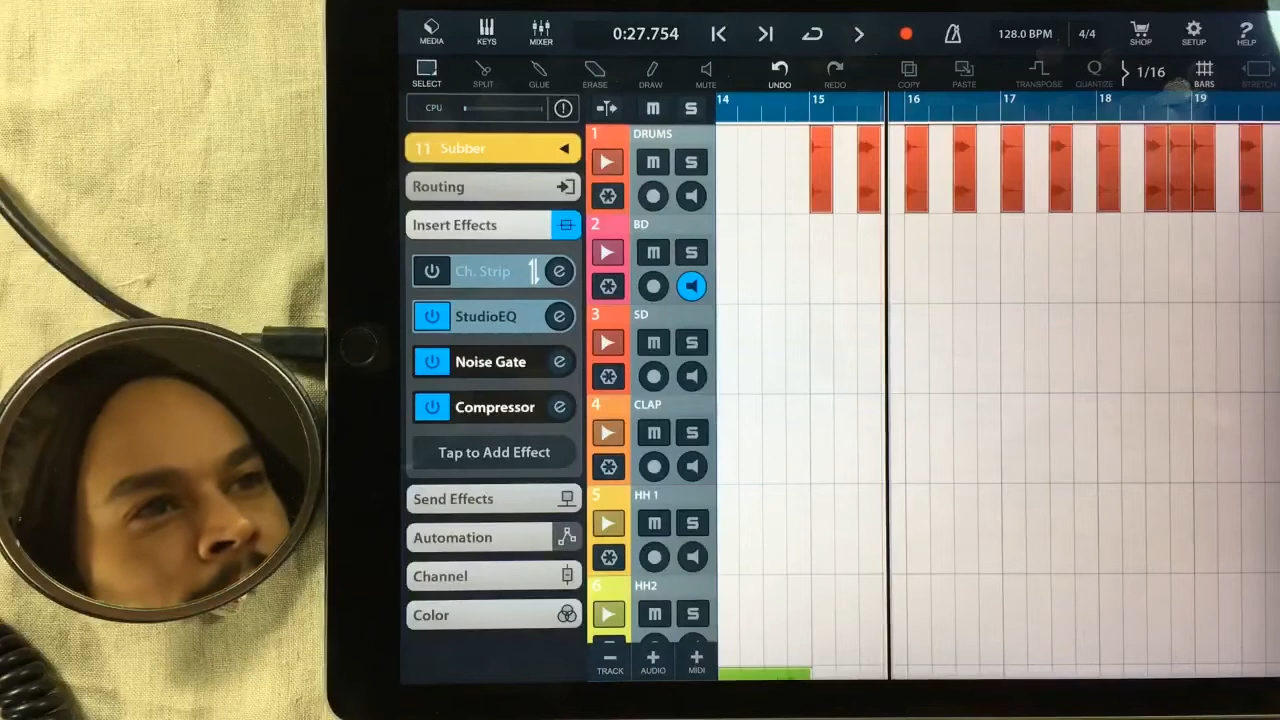 MEDIA KEYS MIXER 0:27.754 128.0 BPM 4/4 SHOP SETUP HELP
SELECT SPLIT GLUE ERASE DRAW MUTE UNDO REDO COPY PASTE TRANSPOSE QUANTIZE 1/16 BARS STRETCH
CPU
m S
14 15 16 17 18 19
11 Subber
Routing
Insert Effects
Ch. Strip e
StudioEQ e
Noise Gate e
Compressor e
Tap to Add Effect
Send Effects
Automation
Channel
Color
1 DRUMS
m S
2 BD
m S
3 SD
m S
4 CLAP
m S
5 HH 1
m S
6 HH2
m S
TRACK AUDIO MIDI